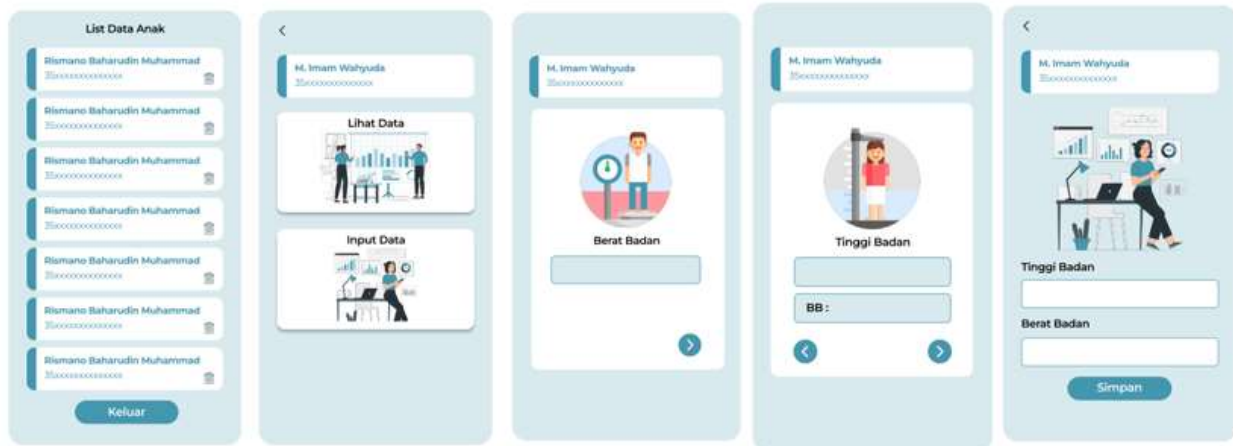 List Data Anak
Rismano Baharudin Muhammad
Rismano Baharudin Muhammad
Rismano Baharudin Muhammad
Rismano Baharudin Muhammad
Rismano Baharudin Muhammad
Rismano Baharudin Muhammad
Rismano Baharudin Muhammad
Keluar
M. Imam Wahyuda
Lihat Data
Input Data
M. Imam Wahyuda
Berat Badan
M. Imam Wahyuda
Tinggi Badan
BB :
M. Imam Wahyuda
Tinggi Badan
Berat Badan
Simpan